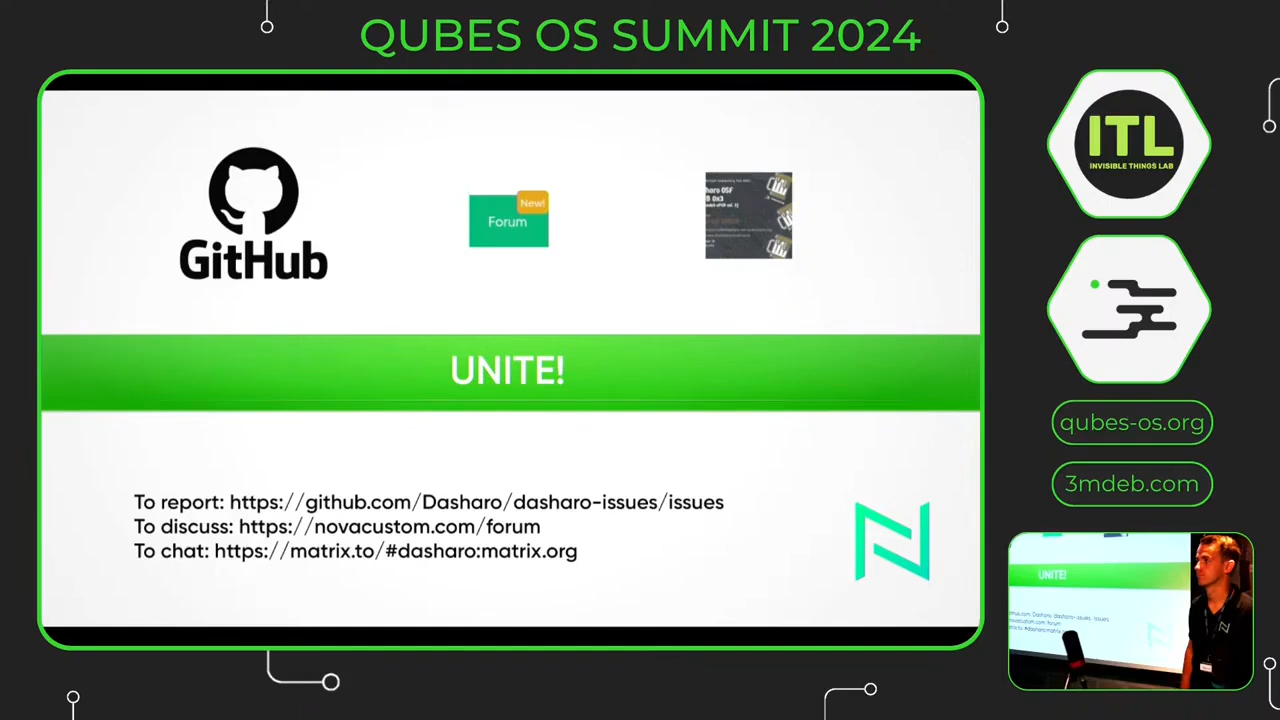 QUBES OS SUMMIT 2024
GitHub
New!
Forum
UNITE!
To report: https://github.com/Dasharo/dasharo-issues/issues
To discuss: https://novacustom.com/forum
To chat: https://matrix.to/#dasharo:matrix.org
ITL
INVISIBLE THINGS LAB
qubes-os.org
3mdeb.com
UNITE!